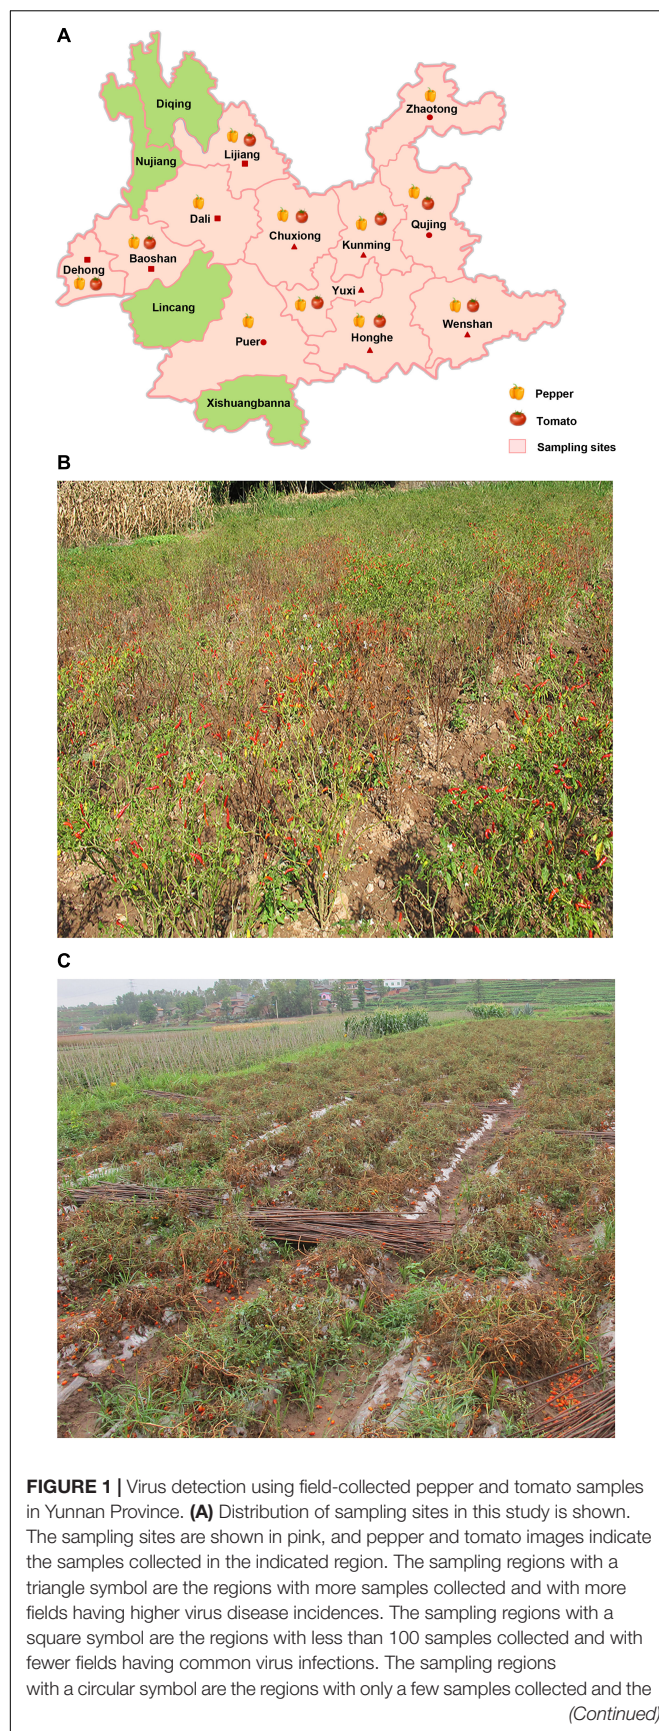 A
Diqing
Zhaotong
Lijiang
Nujiang
Dali
Qujing
Chuxiong
Kunming
Baoshan
Dehong
Yuxi
Lincang
Wenshan
Honghe
Puer
Xishuangbanna
Pepper
Tomato
Sampling sites
B
C
FIGURE 1 | Virus detection using field-collected pepper and tomato samples
in Yunnan Province. (A) Distribution of sampling sites in this study is shown.
The sampling sites are shown in pink, and pepper and tomato images indicate
the samples collected in the indicated region. The sampling regions with a
triangle symbol are the regions with more samples collected and with more
fields having higher virus disease incidences. The sampling regions with a
square symbol are the regions with less than 100 samples collected and with
fewer fields having common virus infections. The sampling regions
with a circular symbol are the regions with only a few samples collected and the
(Continued)